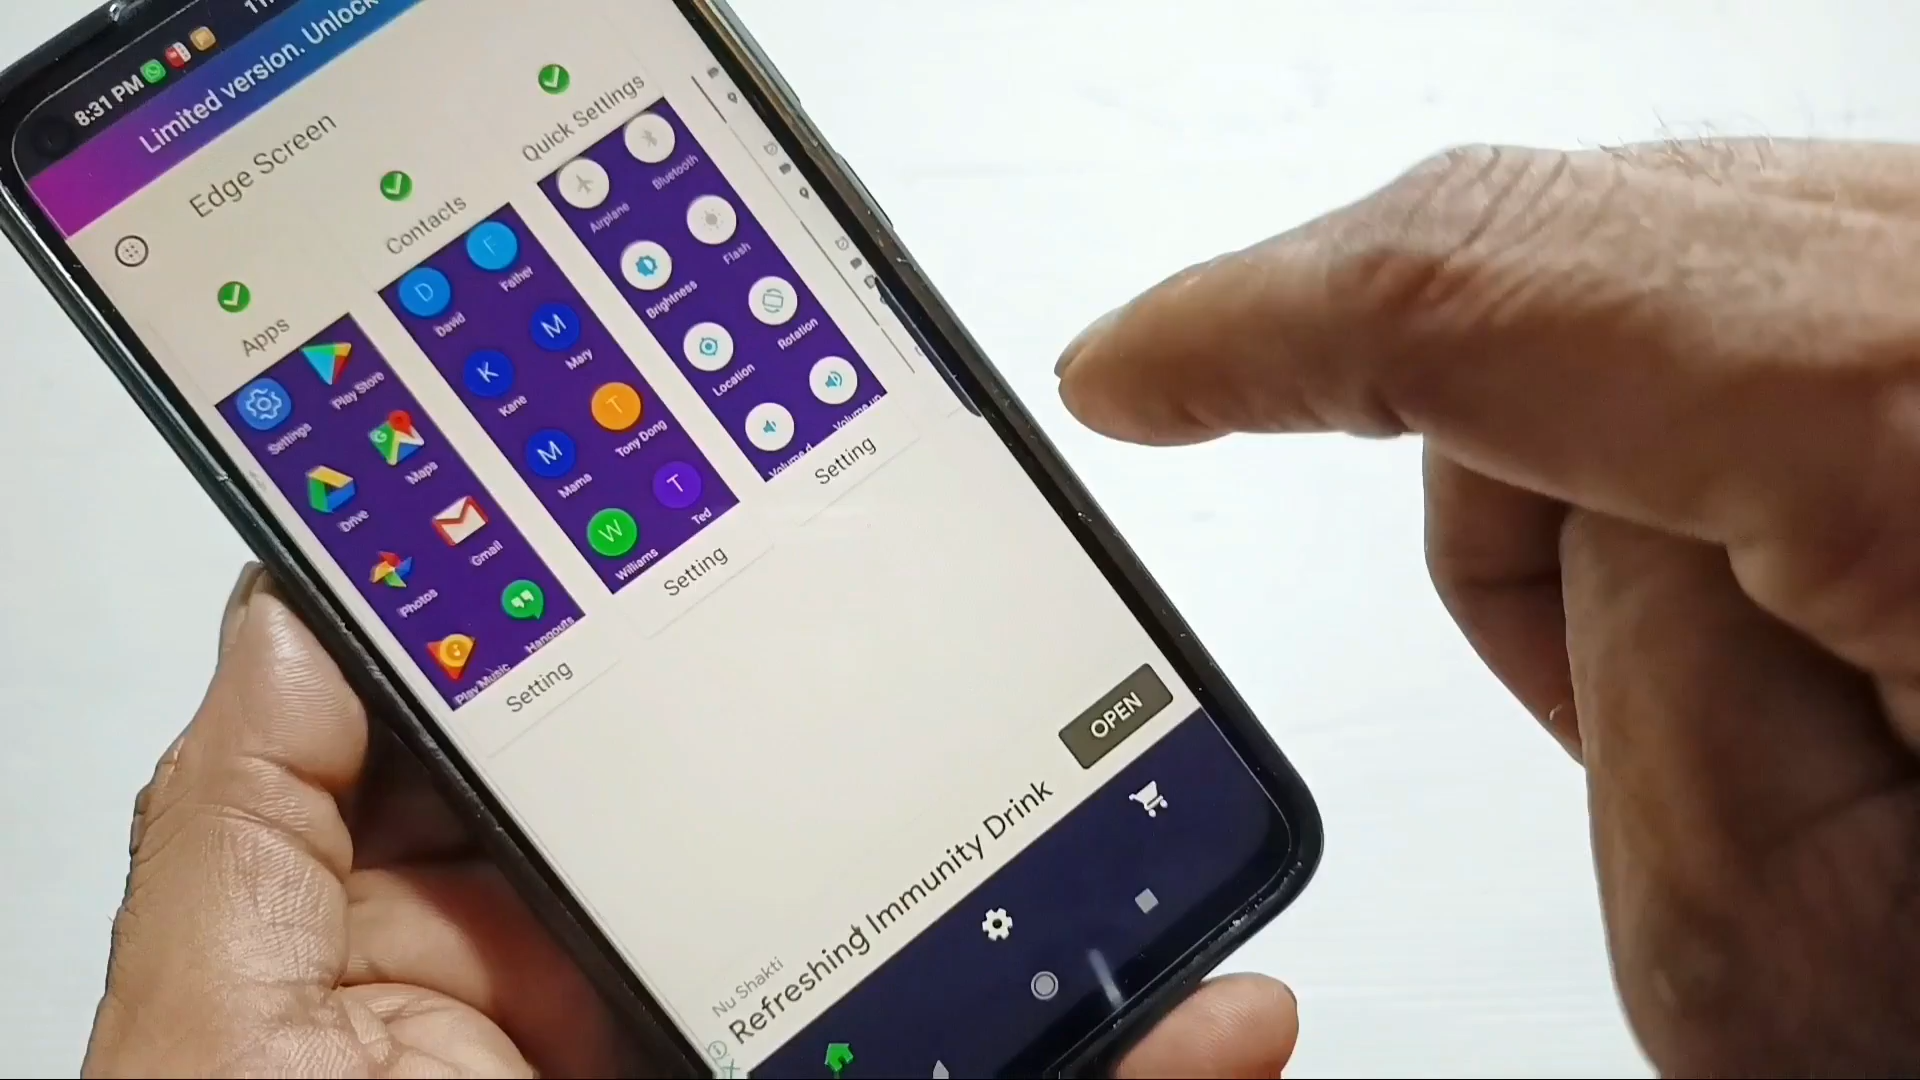 8:31 PM
Limited version. Unlock
Edge Screen
Apps
Settings
Play Store
Drive
Maps
Photos
Gmail
Play Music
Hangouts
Setting
Contacts
D
David
F
Father
K
Kane
M
Mary
M
Mama
T
Tony Dong
W
Williams
T
Ted
Setting
Quick Settings
Airplane
Bluetooth
Brightness
Flash
Location
Rotation
Volume up
Setting
OPEN
Nu Shakti
Refreshing Immunity Drink